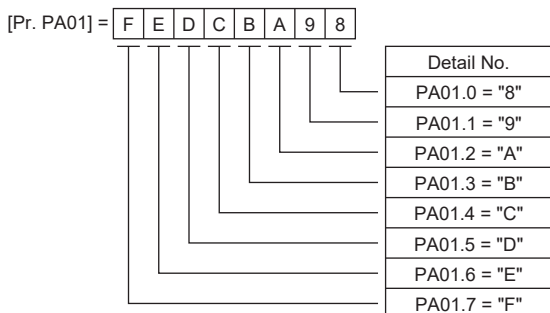 [Pr. PA01] = F E D C B A 9 8
Detail No.
PA01.0 = "8"
PA01.1 = "9"
PA01.2 = "A"
PA01.3 = "B"
PA01.4 = "C"
PA01.5 = "D"
PA01.6 = "E"
PA01.7 = "F"